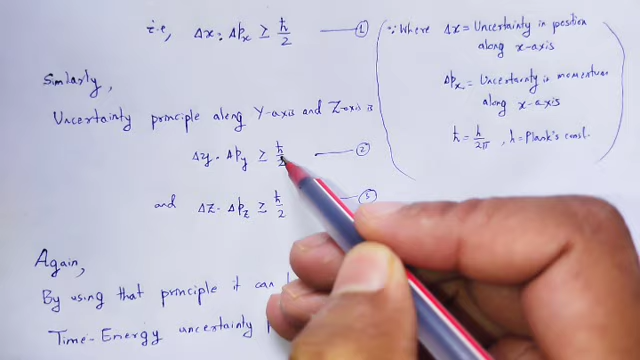 i.e, Δx. Δpₓ ≥ ħ/2 —— ①
∵ Where Δx = Uncertainty in position
along x-axis
Δpₓ = Uncertainty in momentum
along x-axis
ħ = h/2π , h = Plank's const.
Similarly,
Uncertainty principle along Y-axis and Z-axis is
Δy. Δp_y ≥ ħ/2 —— ②
and Δz. Δp_z ≥ ħ/2 —— ③
Again,
By using that principle it can
Time-Energy uncertainty